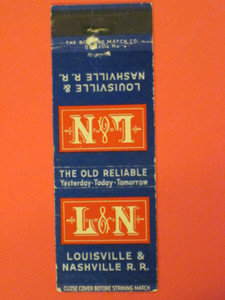 LOUISVILLE &
NASHVILLE R. R.
L&N
THE OLD RELIABLE
Yesterday-Today-Tomorrow
L&N
LOUISVILLE &
NASHVILLE R. R.
CLOSE COVER BEFORE STRIKING MATCH